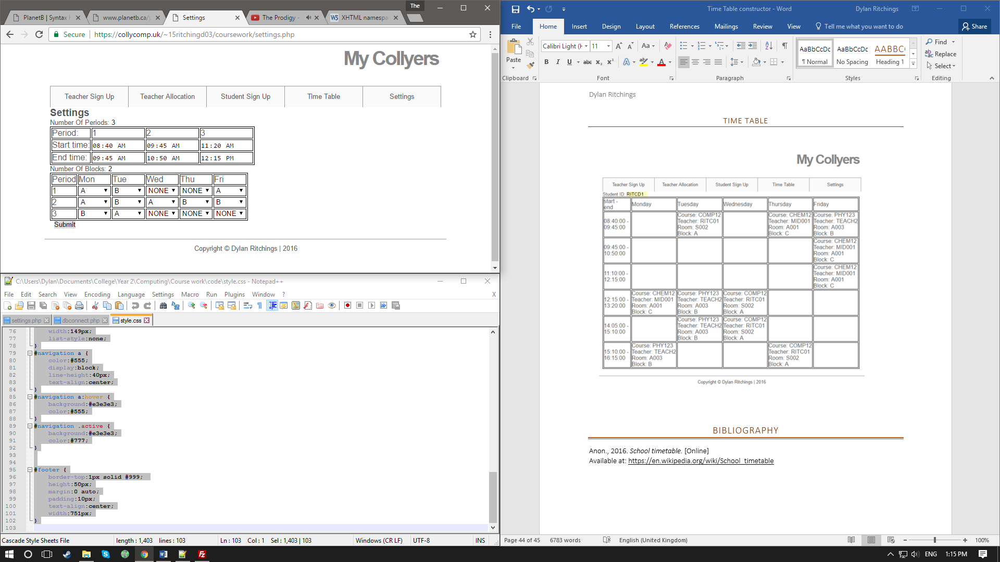 The
PlanetB | Syntax H
www.planetb.ca/p
Settings
The Prodigy -
W3 XHTML namespa
Secure | https://collycomp.uk/~15ritchingd03/coursework/settings.php
My Collyers
Teacher Sign Up Teacher Allocation Student Sign Up Time Table Settings
Settings
Number Of Periods: 3
Period: 1 2 3
Start time: 08:40 AM 09:45 AM 11:20 AM
End time: 09:45 AM 10:50 AM 12:15 PM
Number Of Blocks: 2
Period Mon Tue Wed Thu Fri
1 A B NONE NONE A
2 A B A B B
3 B A NONE NONE NONE
Submit
Copyright © Dylan Ritchings | 2016
C:\Users\Dylan\Documents\College\Year 2\Computing\Course work\code\style.css - Notepad++
File Edit Search View Encoding Language Settings Macro Run Plugins Window ? X
settings.php dbconnect.php style.css
76 width:149px;
77 list-style:none;
78 }
79 #navigation a {
80 color:#555;
81 display:block;
82 line-height:40px;
83 text-align:center;
84 }
85 #navigation a:hover {
86 background:#e3e3e3;
87 color:#555;
88 }
89 #navigation .active {
90 background:#e3e3e3;
91 color:#777;
92 }
93
94
95 #footer {
96 border-top:1px solid #999;
97 height:50px;
98 margin:0 auto;
99 padding:10px;
100 text-align:center;
101 width:751px;
102 }
103
Cascade Style Sheets File length : 1,403 lines : 103 Ln : 103 Col : 1 Sel : 1,403 | 103 Windows (CR LF) UTF-8 INS
Time Table constructor - Word Dylan Ritchings
File Home Insert Design Layout References Mailings Review View Tell me what you want to do Share
Paste
Calibri Light (H 11
Aa
B I U abc x₂ x² A ab A
AaBbCcDc AaBbCcDc AABBC
¶ Normal No Spacing Heading 1
Find
Replace
Select
Clipboard Font Paragraph Styles Editing
Dylan Ritchings
TIME TABLE
My Collyers
Teacher Sign Up Teacher Allocation Student Sign Up Time Table Settings
Student ID: RITCD1
start - end Monday Tuesday Wednesday Thursday Friday
08:40:00 - 09:45:00
Course: COMP12 Teacher: RITC01 Room: S002 Block: A
Course: CHEM12 Teacher: MID001 Room: A001 Block: C
Course: PHY123 Teacher: TEACH2 Room: A003 Block: B
09:45:00 - 10:50:00
Course: CHEM12 Teacher: MID001 Room: A001 Block: C
11:10:00 - 12:15:00
Course: CHEM12 Teacher: MID001 Room: A001 Block: C
12:15:00 - 13:20:00
Course: CHEM12 Teacher: MID001 Room: A001 Block: C
Course: PHY123 Teacher: TEACH2 Room: A003 Block: B
Course: COMP12 Teacher: RITC01 Room: S002 Block: A
14:05:00 - 15:10:00
Course: PHY123 Teacher: TEACH2 Room: A003 Block: B
Course: COMP12 Teacher: RITC01 Room: S002 Block: A
15:10:00 - 16:15:00
Course: PHY123 Teacher: TEACH2 Room: A003 Block: B
Course: COMP12 Teacher: RITC01 Room: S002 Block: A
Copyright © Dylan Ritchings | 2016
BIBLIOGRAPHY
Anon., 2016. School timetable. [Online]
Available at: https://en.wikipedia.org/wiki/School_timetable
Page 44 of 45 6783 words English (United Kingdom) 100%
ENG 1:15 PM